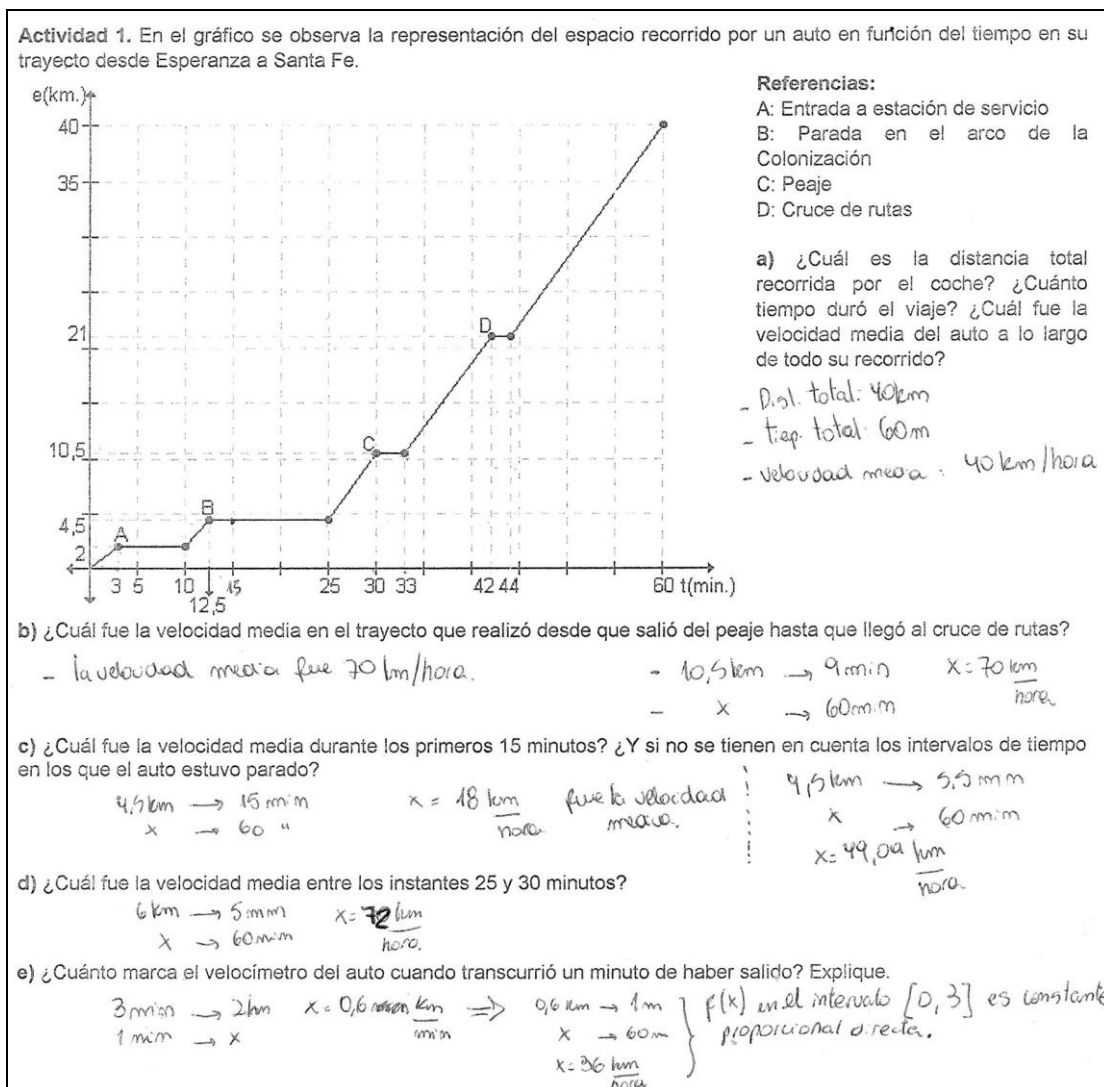 Actividad 1. En el gráfico se observa la representación del espacio recorrido por un auto en función del tiempo en su
trayecto desde Esperanza a Santa Fe.
e(km.)
40
35
21
10,5
4,5
2
A
B
C
D
3 5 10 15 25 30 33 42 44 60 t(min.)
12,5
Referencias:
A: Entrada a estación de servicio
B: Parada en el arco de la
Colonización
C: Peaje
D: Cruce de rutas
a) ¿Cuál es la distancia total
recorrida por el coche? ¿Cuánto
tiempo duró el viaje? ¿Cuál fue la
velocidad media del auto a lo largo
de todo su recorrido?
- Dist. total: 40km
- tiep. total: 60m
- velocidad media: 40 km/hora
b) ¿Cuál fue la velocidad media en el trayecto que realizó desde que salió del peaje hasta que llegó al cruce de rutas?
- la velocidad media fue 70 km/hora.
- 10,5 km → 9 min x = 70 km/hora
- x → 60 min
c) ¿Cuál fue la velocidad media durante los primeros 15 minutos? ¿Y si no se tienen en cuenta los intervalos de tiempo
en los que el auto estuvo parado?
4,5 km → 15 min x = 18 km/hora fue la velocidad
x → 60 " media.
4,5 km → 5,5 min
x → 60 min
x = 49,09 km/hora
d) ¿Cuál fue la velocidad media entre los instantes 25 y 30 minutos?
6 km → 5 min x = 72 km/hora.
x → 60 min
e) ¿Cuánto marca el velocímetro del auto cuando transcurrió un minuto de haber salido? Explique.
3 min → 2 km x = 0,6 km/min ⇒ 0,6 km → 1 m } f(x) en el intervalo [0, 3] es constante
1 min → x x → 60 m proporcional directa.
x = 36 km/hora